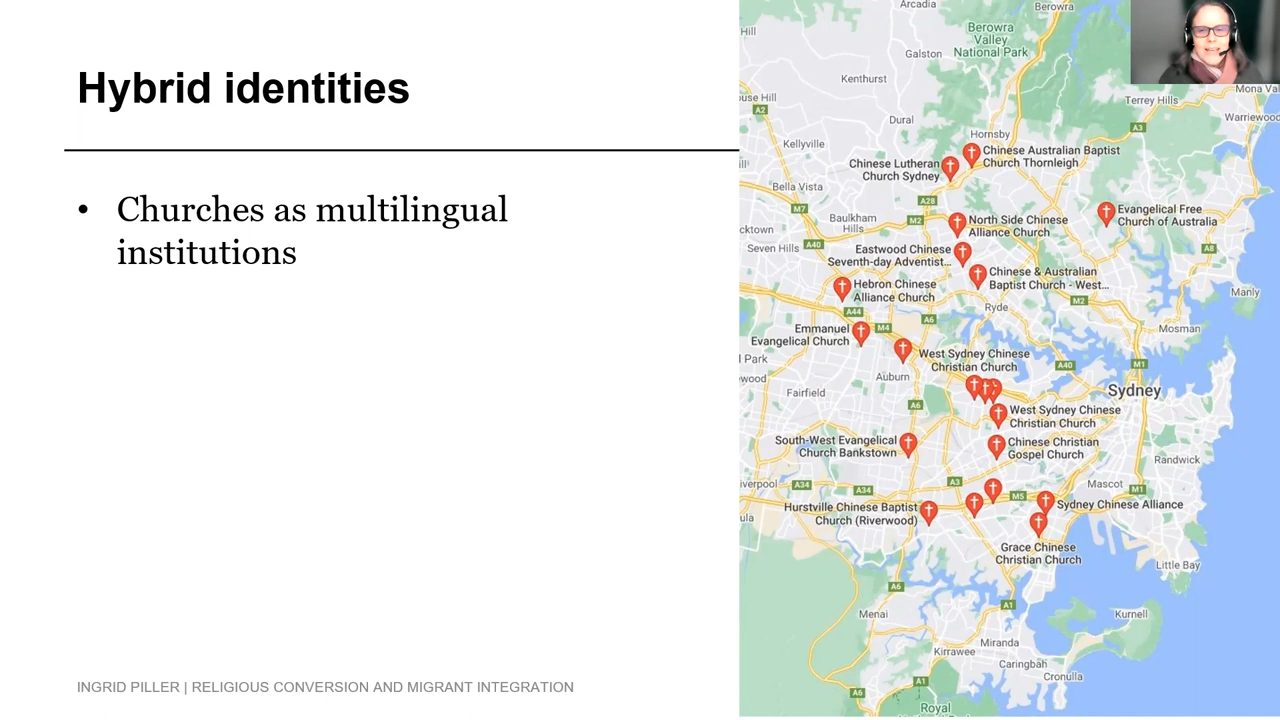 Hybrid identities
• Churches as multilingual
institutions
INGRID PILLER | RELIGIOUS CONVERSION AND MIGRANT INTEGRATION
Arcadia
Berowra
Hill
Berowra
Valley
National Park
Galston
Kenthurst
ouse Hill
A2
Terrey Hills
Mona Val
Warriewood
Dural
A3
Hornsby
Kellyville
Chinese Australian Baptist
Church Thornleigh
Chinese Lutheran
Church Sydney
Bella Vista
A28
M7
M2
Baulkham
Hills
North Side Chinese
Alliance Church
Evangelical Free
Church of Australia
cktown
A40
Seven Hills
A8
Eastwood Chinese
Seventh-day Adventist...
Chinese & Australian
Baptist Church - West...
Hebron Chinese
Alliance Church
Manly
M2
Ryde
A44
A6
M4
Emmanuel
Evangelical Church
Mosman
West Sydney Chinese
Christian Church
l Park
A40
M1
wood
Auburn
Fairfield
Sydney
A6
West Sydney Chinese
Christian Church
South-West Evangelical
Church Bankstown
Chinese Christian
Gospel Church
Randwick
iverpool
A34
A34
A3
Mascot
M1
M5
Sydney Chinese Alliance
Hurstville Chinese Baptist
Church (Riverwood)
ula
Grace Chinese
Christian Church
Little Bay
A6
A1
Menai
Kurnell
Miranda
Kirrawee
Caringbah
Cronulla
A1
A6
Royal